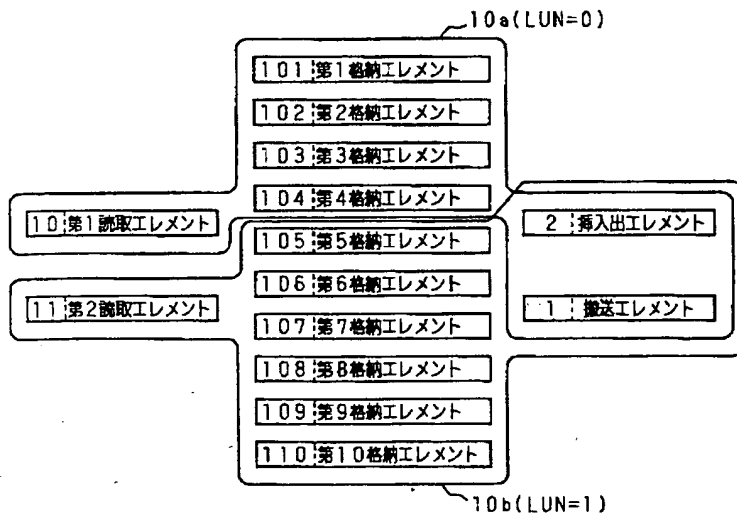 10a(LUN=0)
101 第1格納エレメント
102 第2格納エレメント
103 第3格納エレメント
104 第4格納エレメント
10 第1読取エレメント
2 挿入出エレメント
105 第5格納エレメント
106 第6格納エレメント
11 第2読取エレメント
1 搬送エレメント
107 第7格納エレメント
108 第8格納エレメント
109 第9格納エレメント
110 第10格納エレメント
10b(LUN=1)